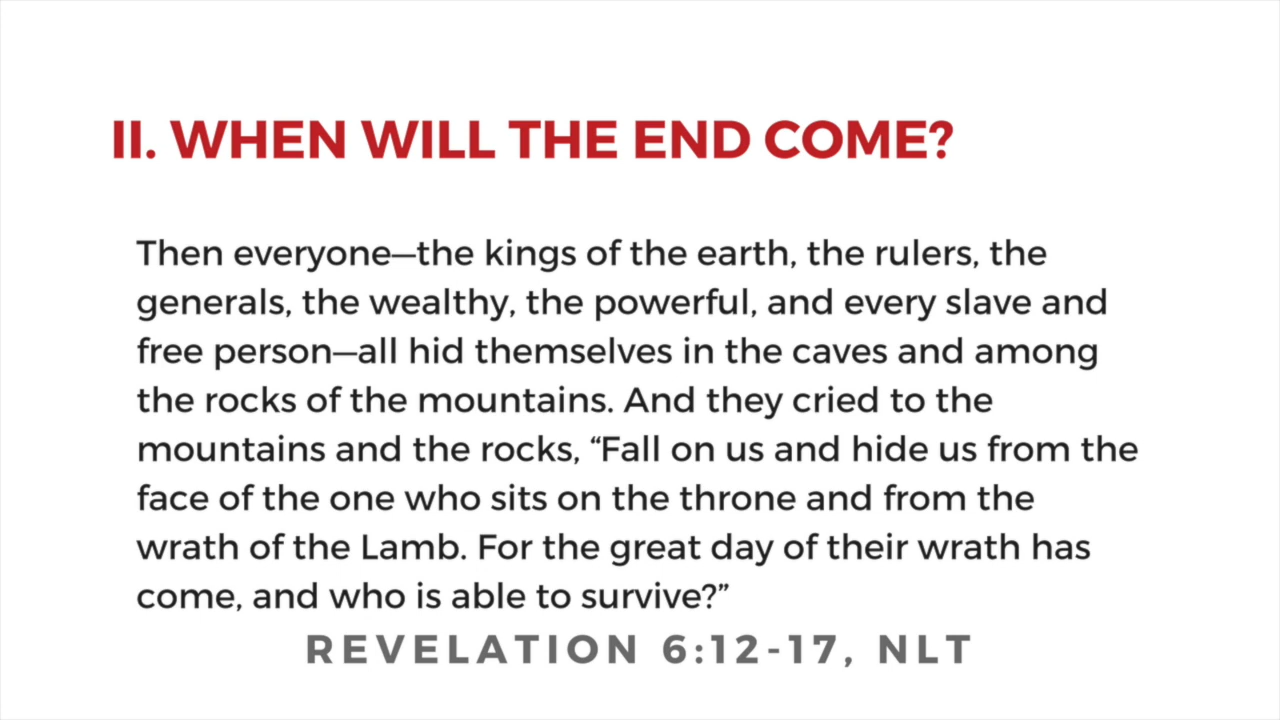 II. WHEN WILL THE END COME?
Then everyone—the kings of the earth, the rulers, the
generals, the wealthy, the powerful, and every slave and
free person—all hid themselves in the caves and among
the rocks of the mountains. And they cried to the
mountains and the rocks, “Fall on us and hide us from the
face of the one who sits on the throne and from the
wrath of the Lamb. For the great day of their wrath has
come, and who is able to survive?”
REVELATION 6:12-17, NLT